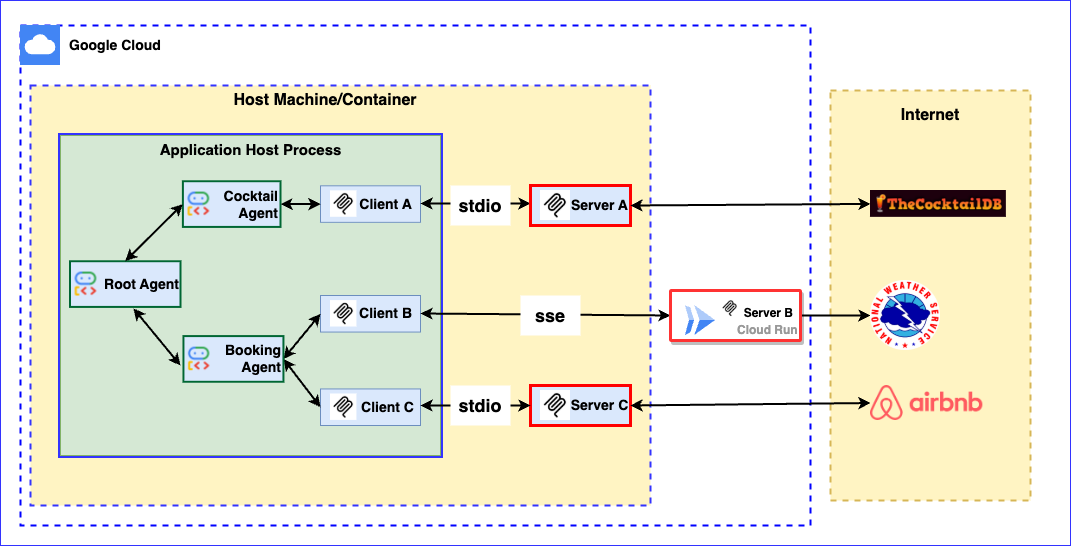 Google Cloud
Host Machine/Container
Internet
Application Host Process
Cocktail
Agent
Client A
stdio
Server A
TheCocktailDB
Root Agent
Client B
sse
Server B
Cloud Run
NATIONAL WEATHER SERVICE
Booking
Agent
Client C
stdio
Server C
airbnb